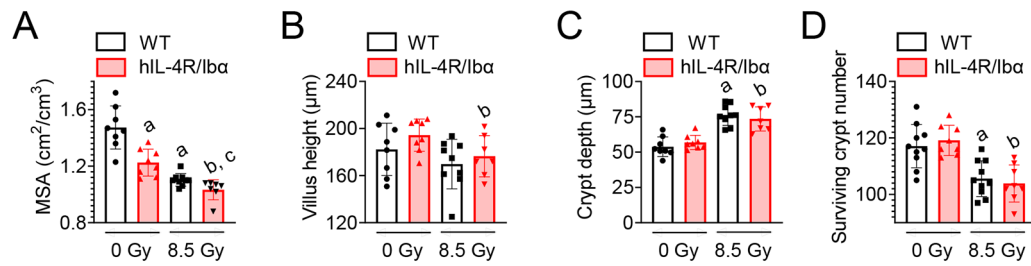 A
WT
hIL-4R/Ibα
MSA (cm²/cm³)
1.6
1.2
0.8
a
a
b, c
0 Gy
8.5 Gy
B
WT
hIL-4R/Ibα
Villus height (μm)
240
200
160
120
b
0 Gy
8.5 Gy
C
WT
hIL-4R/Ibα
Crypt depth (μm)
100
75
50
25
0
a
b
0 Gy
8.5 Gy
D
WT
hIL-4R/Ibα
Surviving crypt number
140
120
100
a
b
0 Gy
8.5 Gy